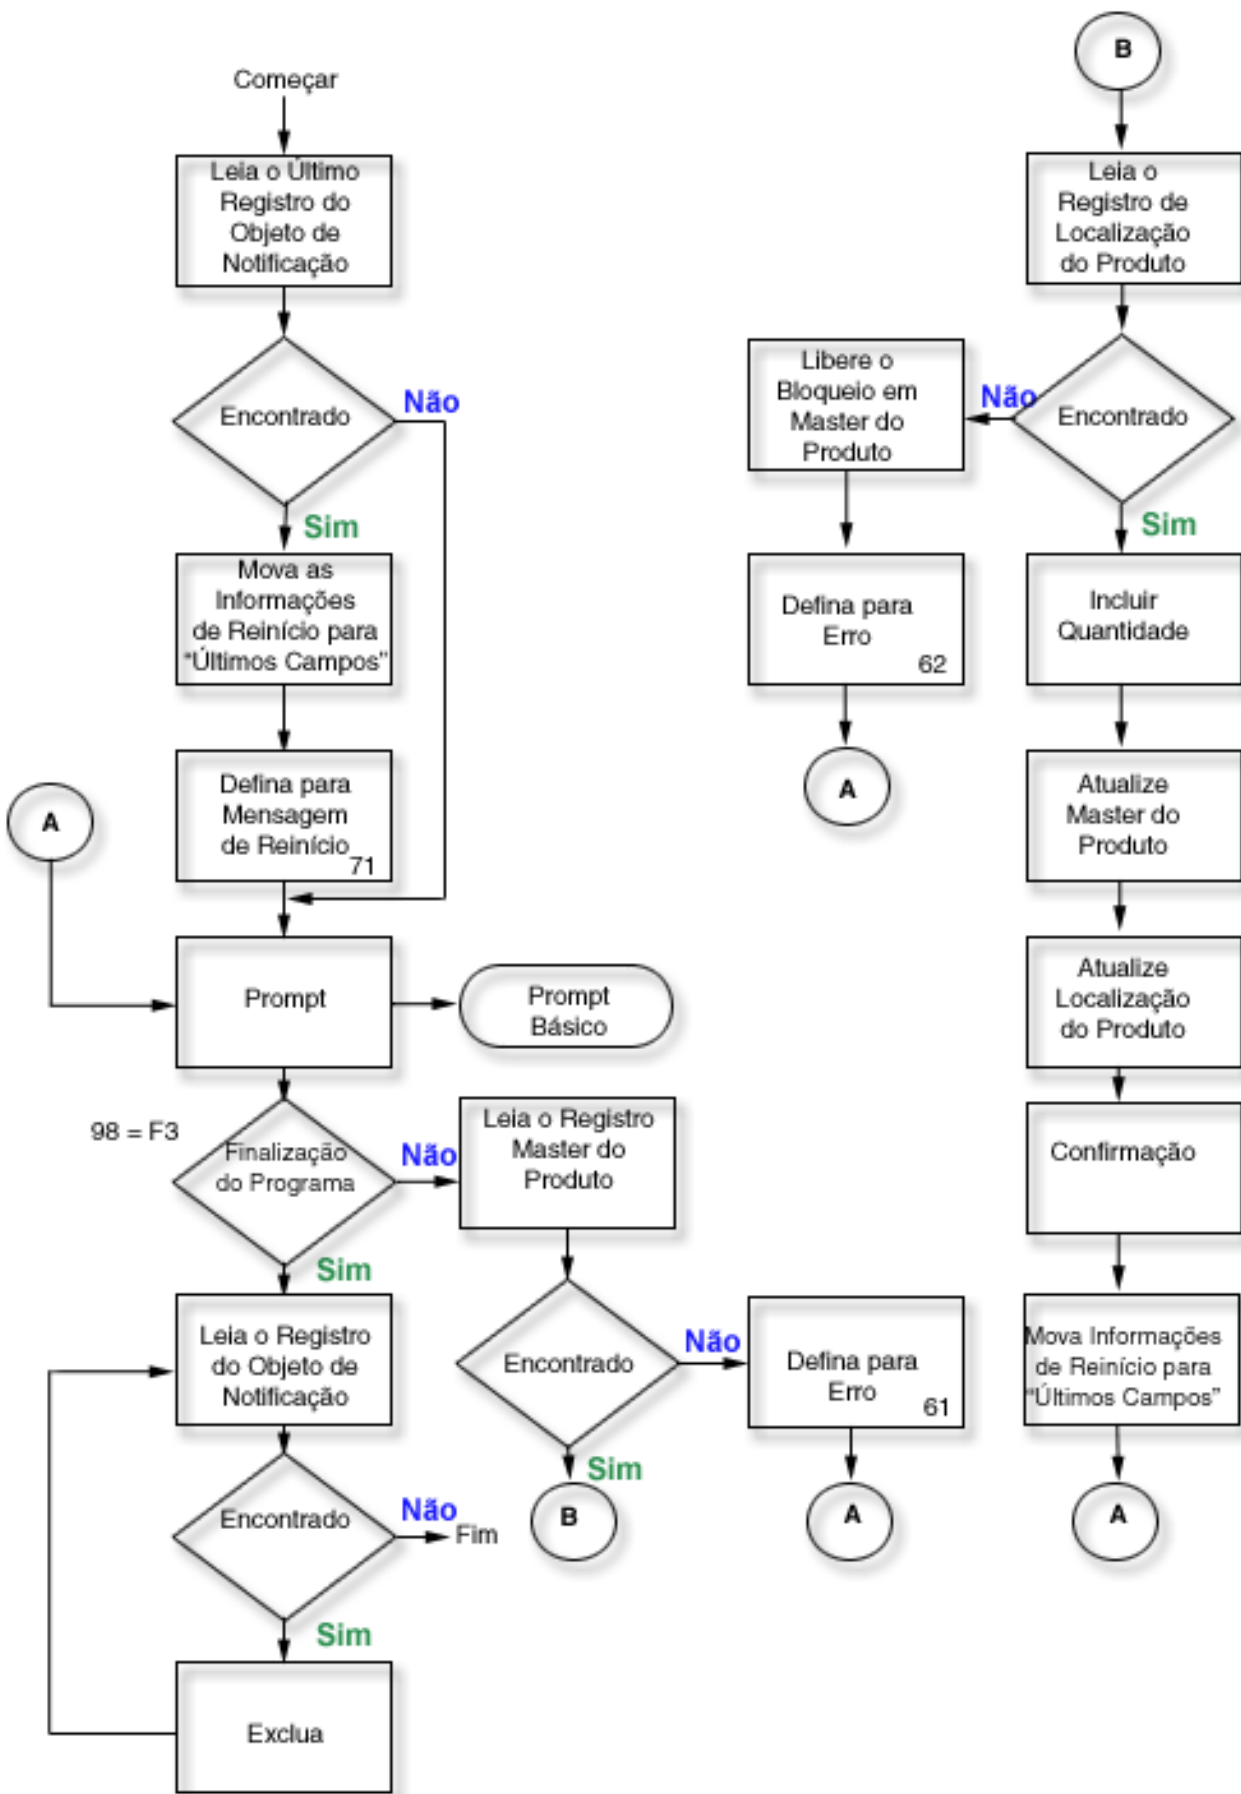 Começar
Leia o Último
Registro do
Objeto de
Notificação
Encontrado
Não
Sim
Mova as
Informações
de Reinício para
“Últimos Campos”
Defina para
Mensagem
de Reinício
71
A
Prompt
Prompt
Básico
98 = F3
Finalização
do Programa
Não
Sim
Leia o Registro
Master do
Produto
Encontrado
Não
Sim
B
Defina para
Erro
61
A
Leia o Registro
do Objeto de
Notificação
Encontrado
Não
Fim
Sim
Exclua
B
Leia o
Registro de
Localização
do Produto
Encontrado
Não
Sim
Libere o
Bloqueio em
Master do
Produto
Defina para
Erro
62
A
Incluir
Quantidade
Atualize
Master do
Produto
Atualize
Localização
do Produto
Confirmação
Mova Informações
de Reinício para
“Últimos Campos”
A